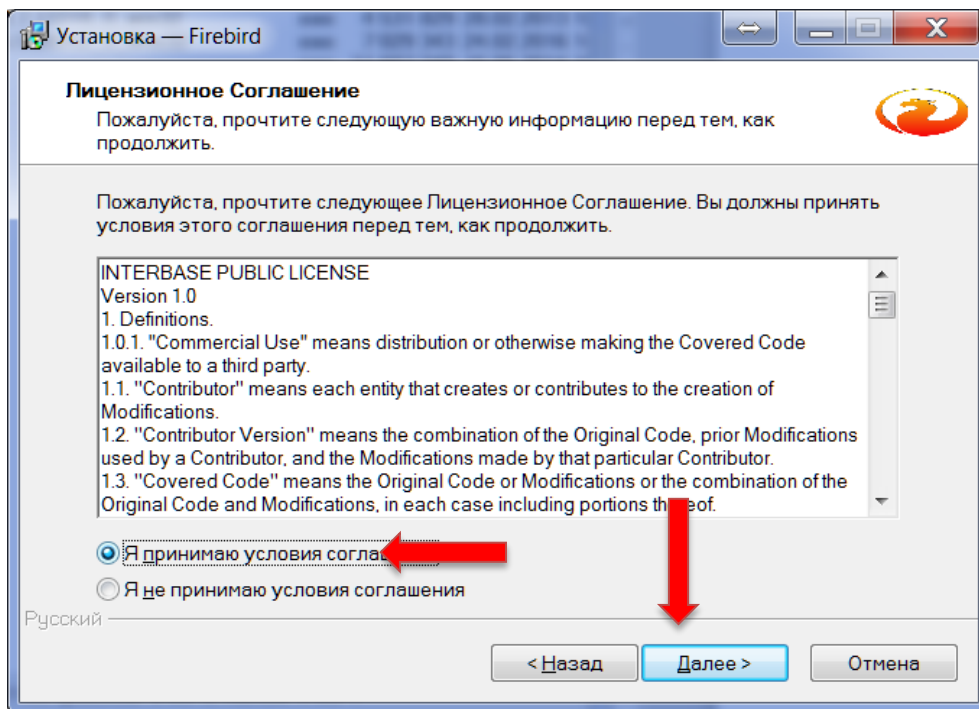 Установка — Firebird
Лицензионное Соглашение
Пожалуйста, прочтите следующую важную информацию перед тем, как
продолжить.
Пожалуйста, прочтите следующее Лицензионное Соглашение. Вы должны принять
условия этого соглашения перед тем, как продолжить.
INTERBASE PUBLIC LICENSE
Version 1.0
1. Definitions.
1.0.1. "Commercial Use" means distribution or otherwise making the Covered Code
available to a third party.
1.1. "Contributor" means each entity that creates or contributes to the creation of
Modifications.
1.2. "Contributor Version" means the combination of the Original Code, prior Modifications
used by a Contributor, and the Modifications made by that particular Contributor.
1.3. "Covered Code" means the Original Code or Modifications or the combination of the
Original Code and Modifications, in each case including portions thereof.
Я принимаю условия согла
Я не принимаю условия соглашения
Русский
< Назад
Далее >
Отмена